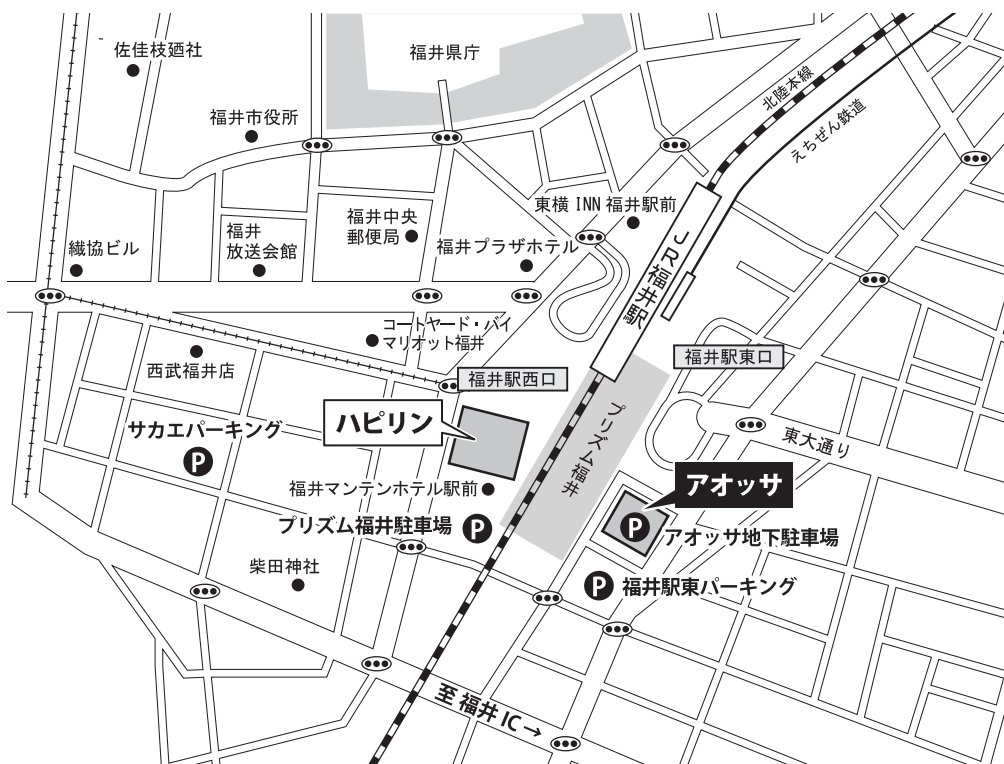 佐佳枝廼社
福井県庁
福井市役所
北陸本線
えちぜん鉄道
東横 INN 福井駅前
福井中央
郵便局
福井
放送会館
福井プラザホテル
繊協ビル
JR福井駅
コートヤード・バイ
マリオット福井
西武福井店
福井駅西口
福井駅東口
ハピリン
プリズム福井
サカエパーキング
P
東大通り
アオッサ
福井マンテンホテル駅前
プリズム福井駐車場
P
P
アオッサ地下駐車場
柴田神社
P
福井駅東パーキング
至 福井 IC→